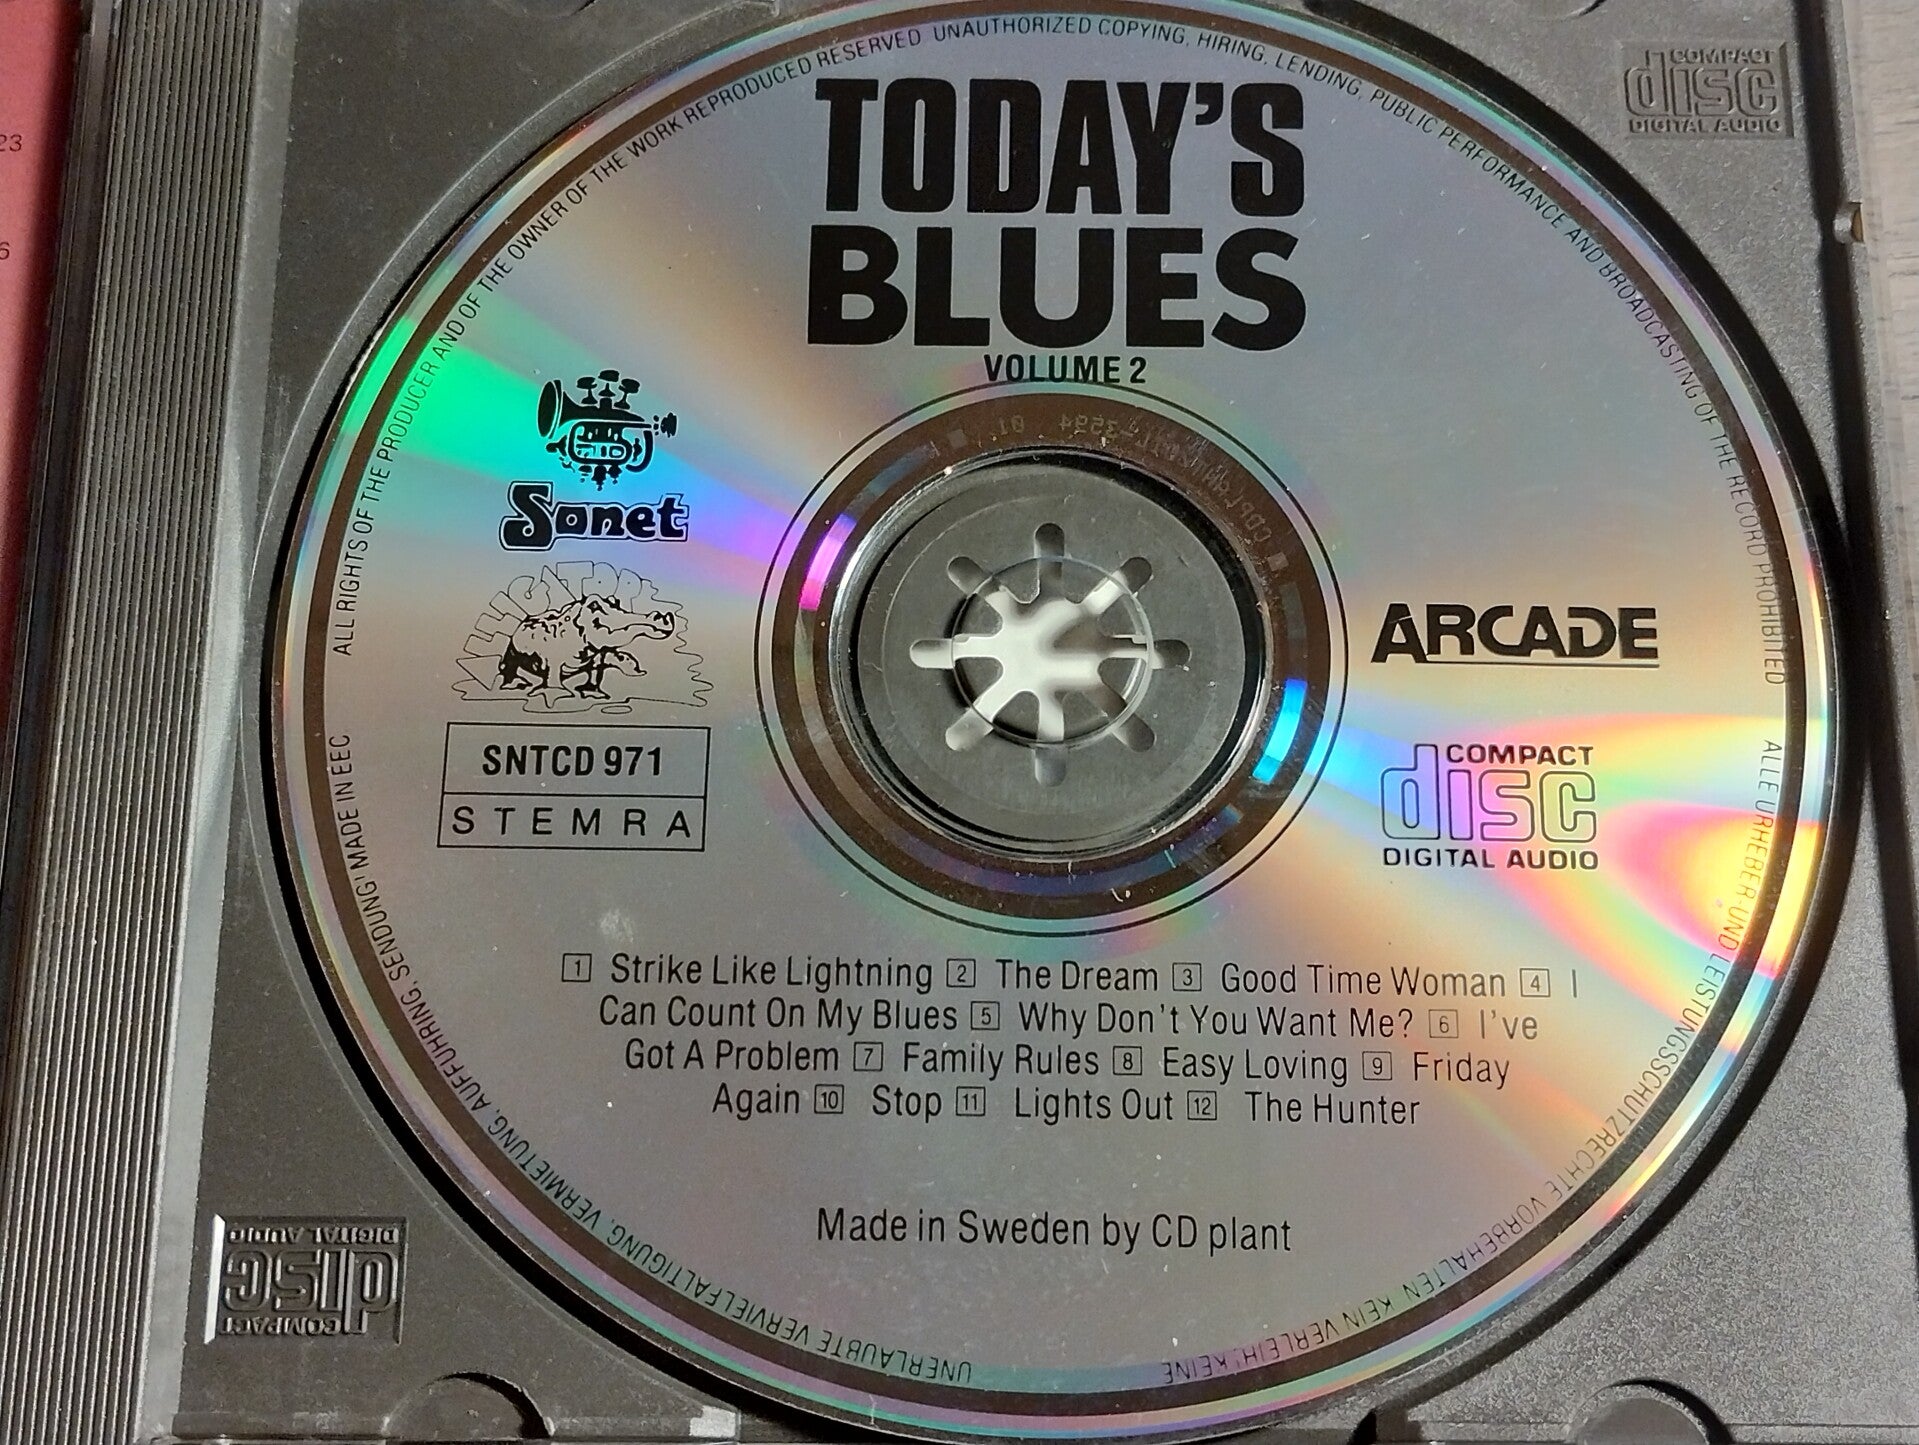 COMPACT
disc
DIGITAL AUDIO
23
6
TODAY'S
BLUES
VOLUME 2
Sonet
ALLIGATOR
SNTCD 971
STEMRA
ARCADE
COMPACT
disc
DIGITAL AUDIO
1 Strike Like Lightning 2 The Dream 3 Good Time Woman 4 I
Can Count On My Blues 5 Why Don't You Want Me? 6 I've
Got A Problem 7 Family Rules 8 Easy Loving 9 Friday
Again 10 Stop 11 Lights Out 12 The Hunter
Made in Sweden by CD plant
ALL RIGHTS OF THE PRODUCER AND OF THE OWNER OF THE WORK REPRODUCED RESERVED UNAUTHORIZED COPYING, HIRING, LENDING, PUBLIC PERFORMANCE AND BROADCASTING OF THE RECORD PROHIBITED
ALLE URHEBER-UND LEISTUNGSSCHUTZRECHTE VORBEHALTEN KEIN VERLEIH, KEINE
UNERLAUBTE VERVIELFALTIGUNG, VERMIETUNG, AUFFUHRING, SENDUNG' MADE IN EEC
COMPACT
disc
DIGITAL AUDIO